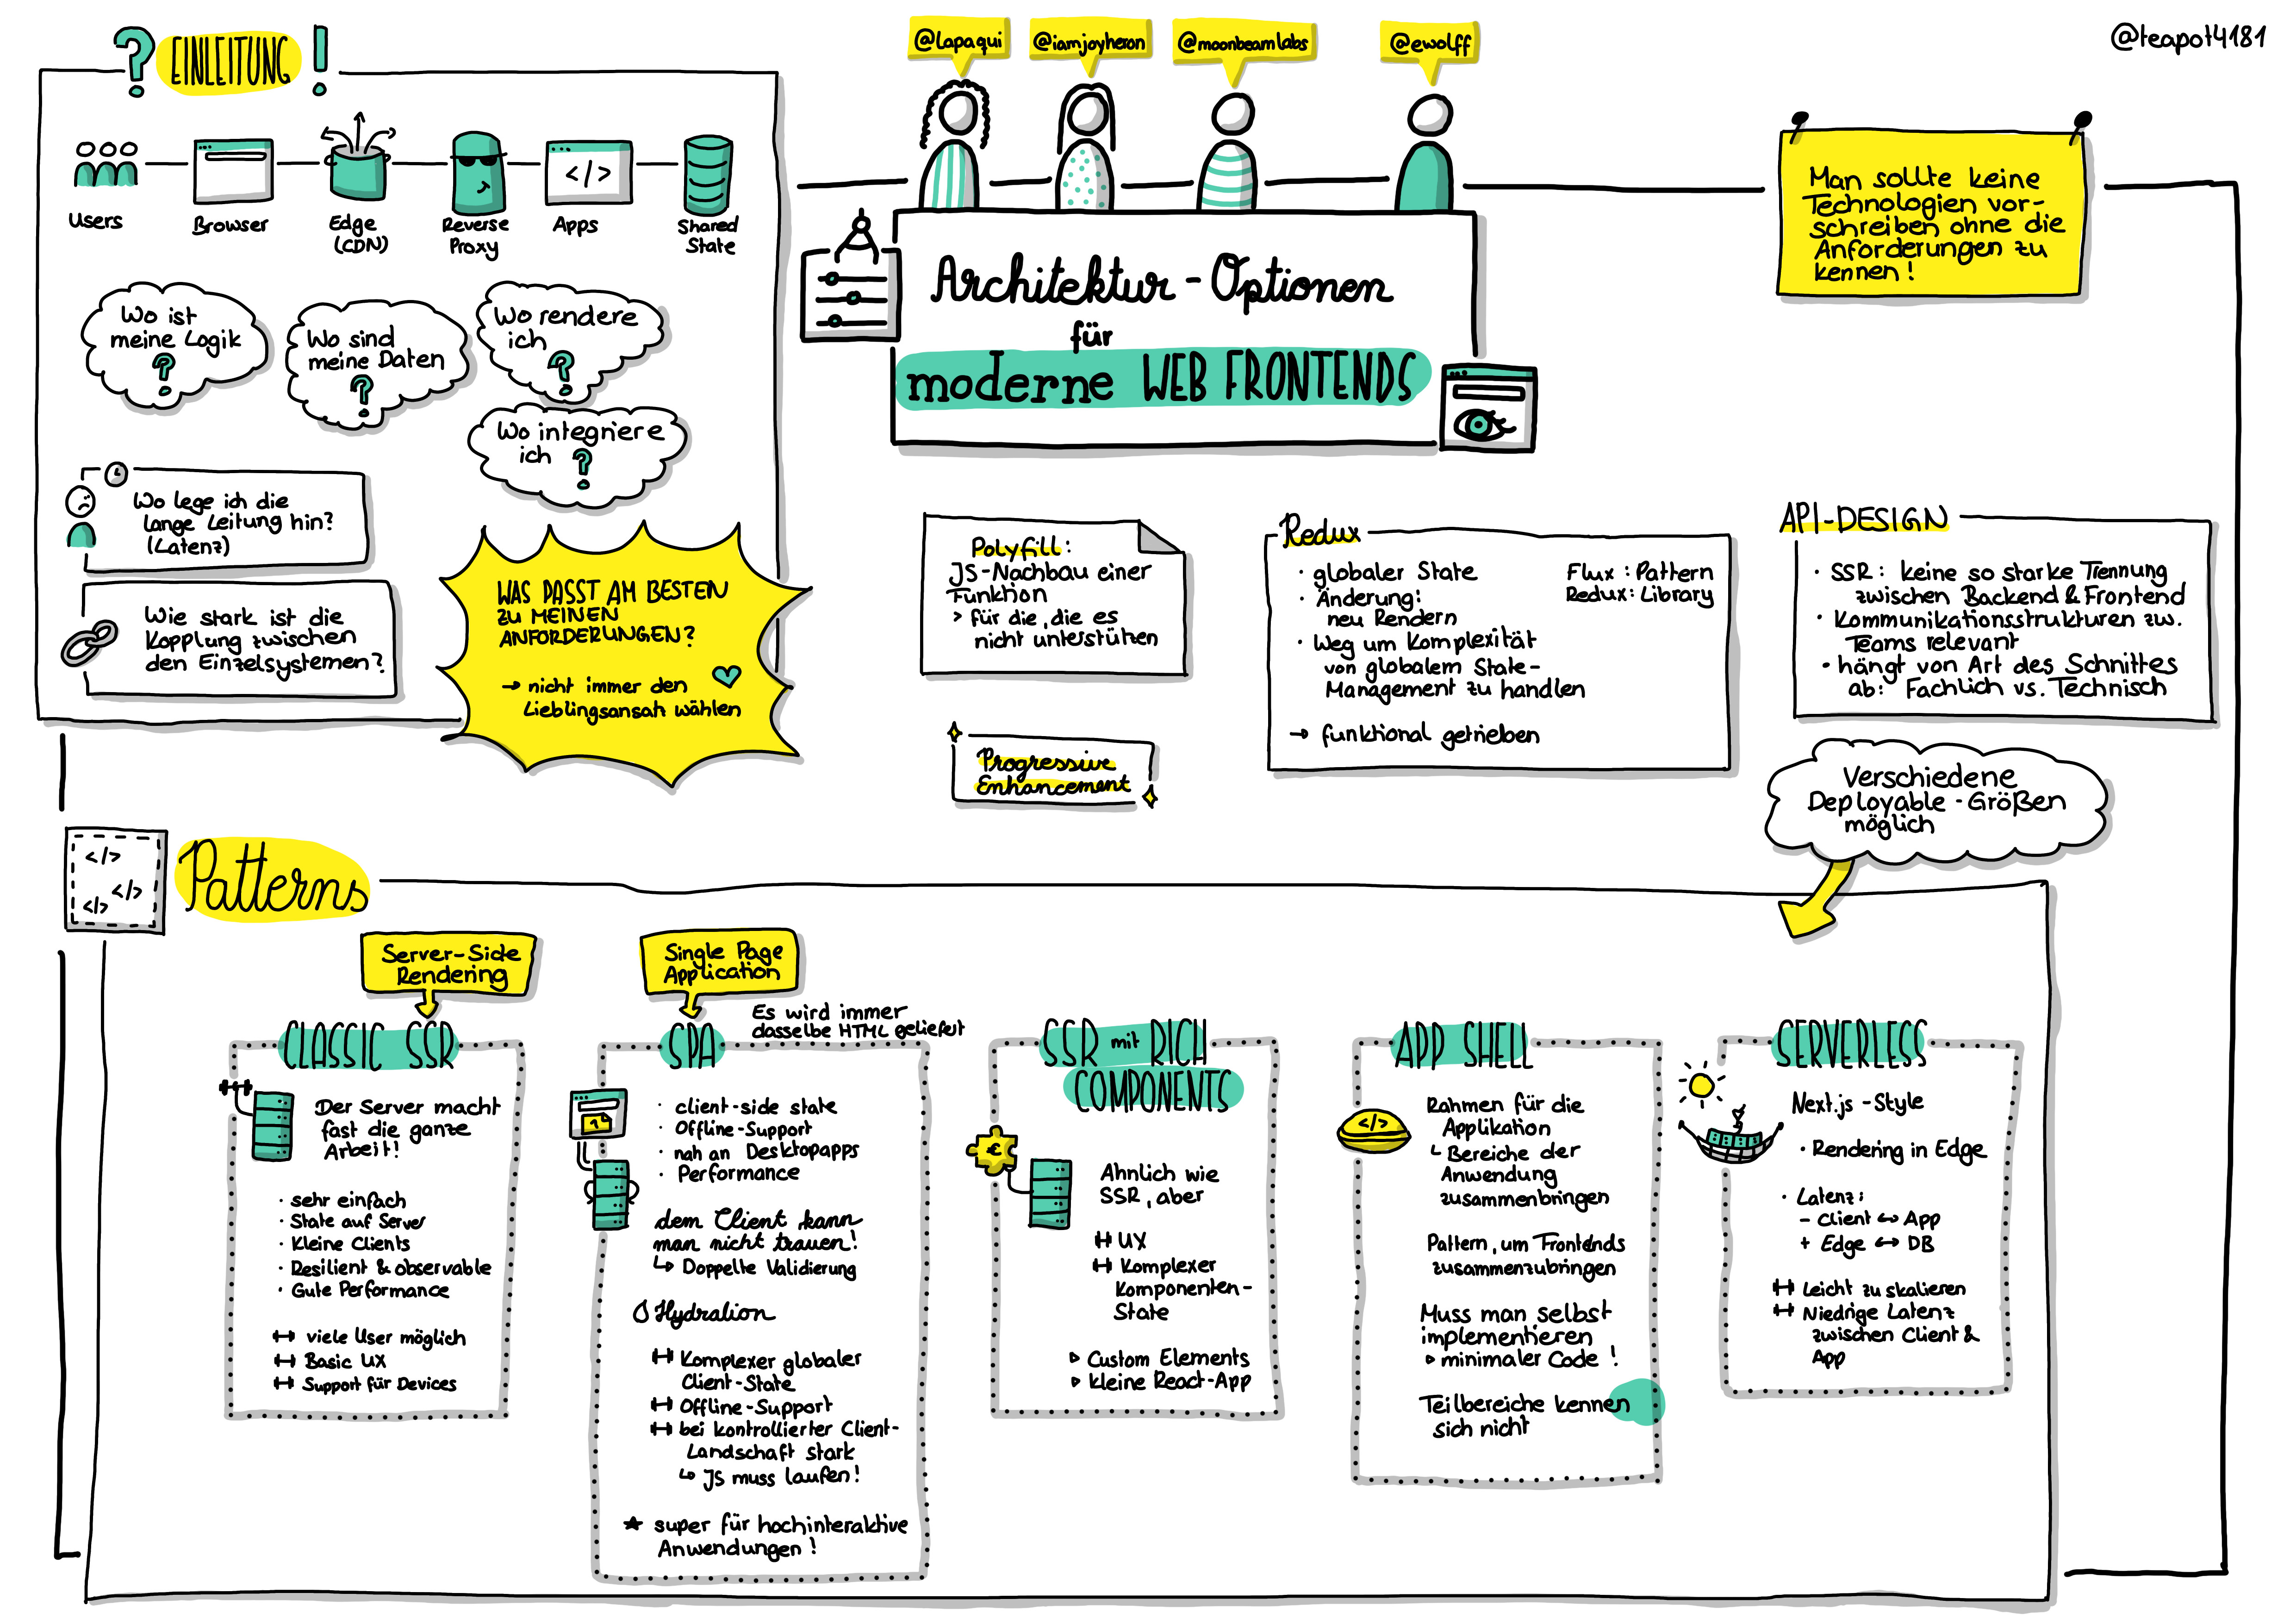 @lapaqui
@iamjoyheron
@moonbeamlabs
@ewolff
@teapot4181
Architektur-Optionen
für
moderne WEB FRONTENDS
Man sollte keine
Technologien vor-
schreiben ohne die
Anforderungen zu
kennen!
? EINLEITUNG !
Users
Browser
Edge
(CDN)
Reverse
Proxy
</>
Apps
Shared
State
Wo ist
meine Logik
?
Wo sind
meine Daten
?
Wo rendere
ich
?
Wo integriere
ich ?
Wo lege ich die
lange Leitung hin?
(Latenz)
Wie stark ist die
Kopplung zwischen
den Einzelsystemen?
WAS PASST AM BESTEN
ZU MEINEN
ANFORDERUNGEN?
→ nicht immer den
Lieblingsansatz wählen
Polyfill:
JS-Nachbau einer
Funktion
> für die, die es
nicht unterstützen
Progressive
Enhancement
Redux
· globaler State
· Änderung:
neu Rendern
· Weg um Komplexität
von globalem State-
Management zu handlen
→ funktional getrieben
Flux: Pattern
Redux: Library
API-DESIGN
· SSR: keine so starke Trennung
zwischen Backend & Frontend
· Kommunikationsstrukturen zw.
Teams relevant
· hängt von Art des Schnittes
ab: Fachlich vs. Technisch
Verschiedene
Deployable-Größen
möglich
</>
</>
</>
Patterns
Server-Side
Rendering
CLASSIC SSR
Der Server macht
fast die ganze
Arbeit!
· sehr einfach
· State auf Server
· Kleine Clients
· Resilient & observable
· Gute Performance
viele User möglich
Basic UX
Support für Devices
Single Page
Application
SPA
Es wird immer
dasselbe HTML geliefert
· client-side state
· Offline-Support
· nah an Desktopapps
· Performance
dem Client kann
man nicht trauen!
↳ Doppelte Validierung
Hydration
Komplexer globaler
Client-State
Offline-Support
bei kontrollierter Client-
Landschaft stark
↳ JS muss laufen!
★ super für hochinteraktive
Anwendungen!
SSR mit RICH
COMPONENTS
Ähnlich wie
SSR, aber
UX
Komplexer
Komponenten-
State
▹ Custom Elements
▹ kleine React-App
APP SHELL
</>
Rahmen für die
Applikation
↳ Bereiche der
Anwendung
zusammenbringen
Pattern, um Frontends
zusammenzubringen
Muss man selbst
implementieren
▹ minimaler Code!
Teilbereiche kennen
sich nicht
SERVERLESS
Next.js-Style
· Rendering in Edge
· Latenz:
- Client ↔ App
+ Edge ↔ DB
Leicht zu skalieren
Niedrige Latenz
zwischen Client &
App